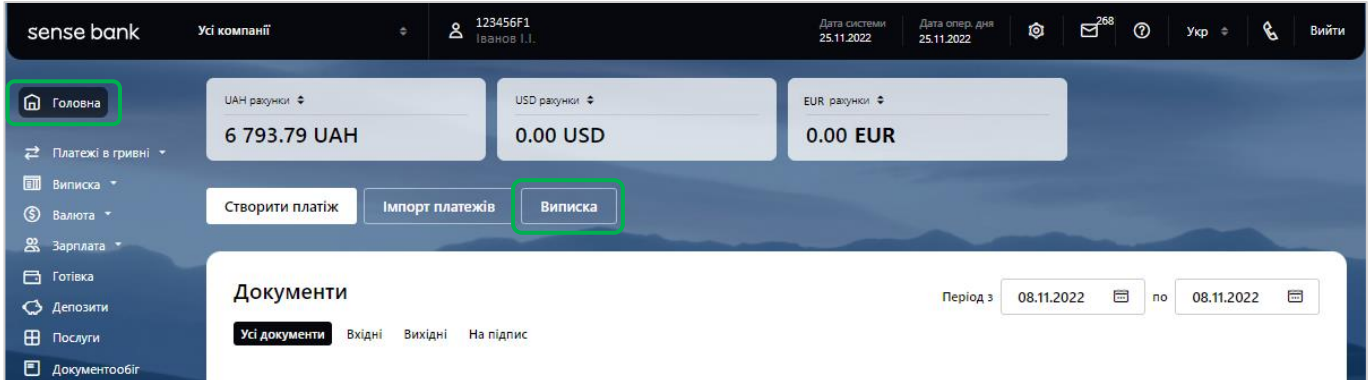 sense bank
Усі компанії
123456F1
Іванов І.І.
Дата системи
25.11.2022
Дата опер. дня
25.11.2022
268
Укр
Вийти
Головна
Платежі в гривні
Виписка
Валюта
Зарплата
Готівка
Депозити
Послуги
Документообіг
UAH рахунки
6 793.79 UAH
USD рахунки
0.00 USD
EUR рахунки
0.00 EUR
Створити платіж
Імпорт платежів
Виписка
Документи
Період з 08.11.2022 по 08.11.2022
Усі документи Вхідні Вихідні На підпис